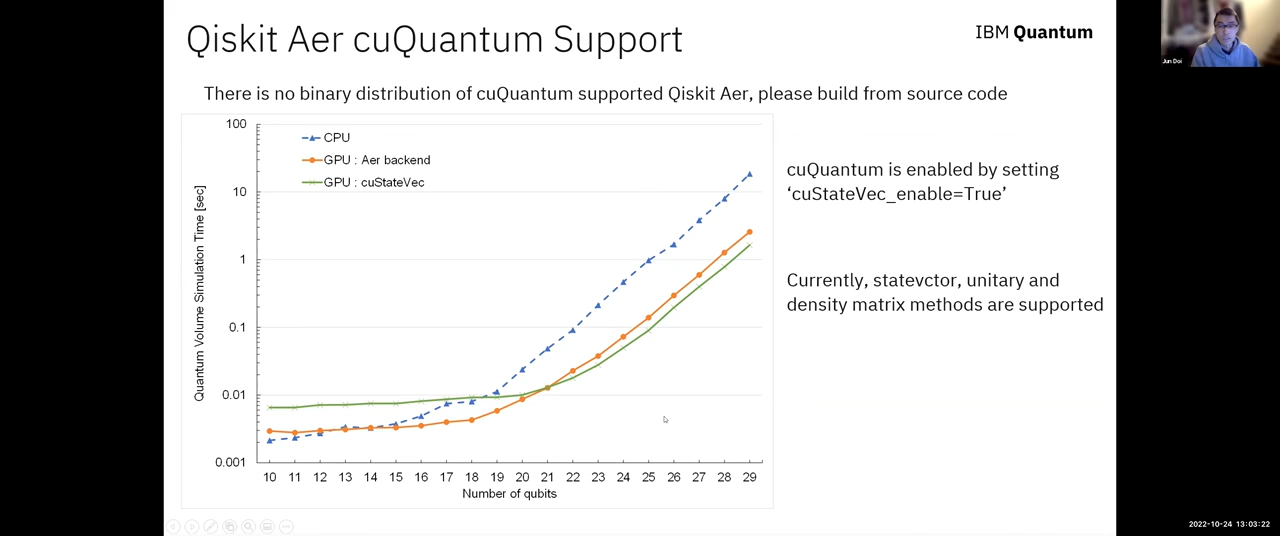 Qiskit Aer cuQuantum Support
IBM Quantum
Jun Doi
There is no binary distribution of cuQuantum supported Qiskit Aer, please build from source code
100
10
1
0.1
0.01
0.001
Quantum Volume Simulation Time [sec]
CPU
GPU : Aer backend
GPU : cuStateVec
10 11 12 13 14 15 16 17 18 19 20 21 22 23 24 25 26 27 28 29
Number of qubits
cuQuantum is enabled by setting
‘cuStateVec_enable=True’
Currently, statevctor, unitary and
density matrix methods are supported
2022-10-24 13:03:22